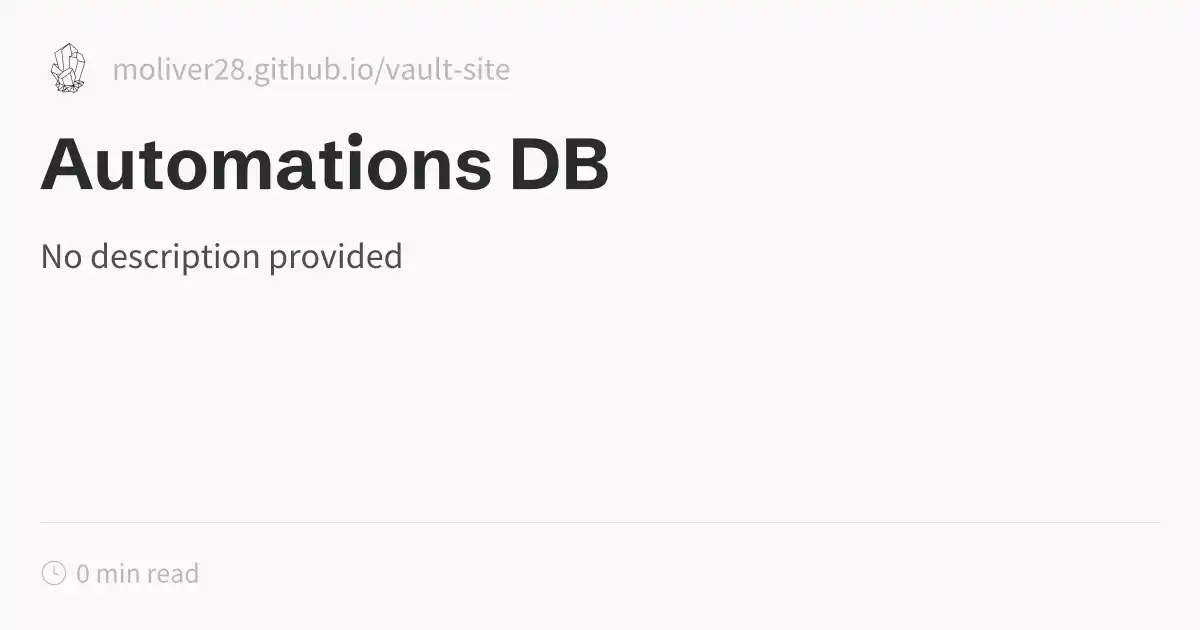 moliver28.github.io/vault-site
Automations DB
No description provided
0 min read